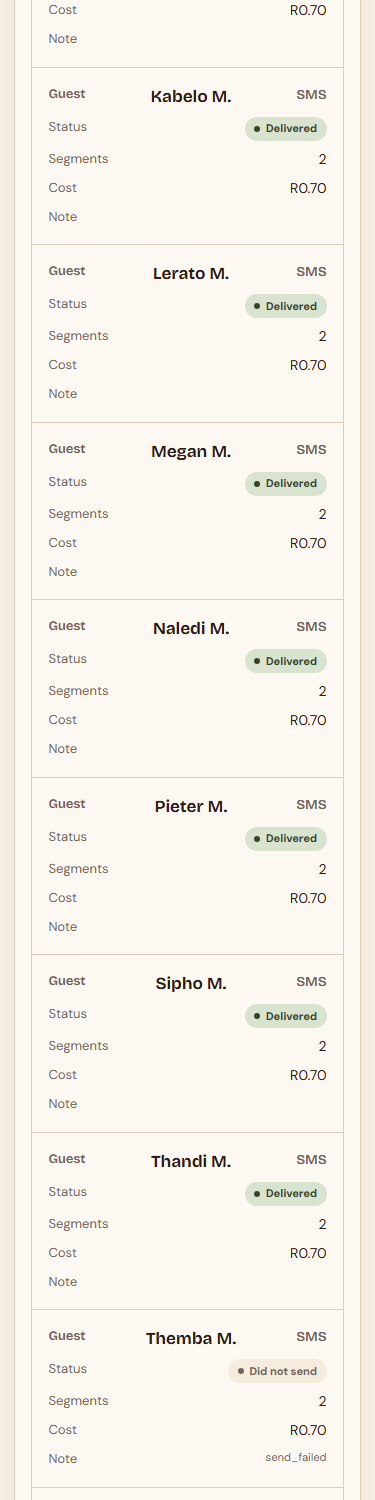 Cost R0.70
Note
Guest Kabelo M. SMS
Status Delivered
Segments 2
Cost R0.70
Note
Guest Lerato M. SMS
Status Delivered
Segments 2
Cost R0.70
Note
Guest Megan M. SMS
Status Delivered
Segments 2
Cost R0.70
Note
Guest Naledi M. SMS
Status Delivered
Segments 2
Cost R0.70
Note
Guest Pieter M. SMS
Status Delivered
Segments 2
Cost R0.70
Note
Guest Sipho M. SMS
Status Delivered
Segments 2
Cost R0.70
Note
Guest Thandi M. SMS
Status Delivered
Segments 2
Cost R0.70
Note
Guest Themba M. SMS
Status Did not send
Segments 2
Cost R0.70
Note send_failed